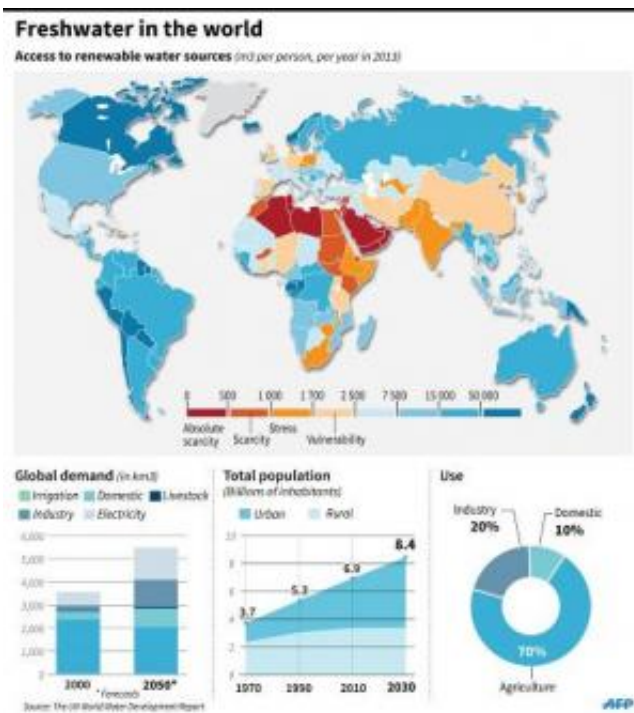 Freshwater in the world
Access to renewable water sources (m3 per person, per year in 2013)
0 500 1 000 1 700 2 500 7 500 15 000 50 000
Absolute scarcity
Scarcity
Stress
Vulnerability
Global demand (in km3)
Irrigation Domestic Livestock
Industry Electricity
6,000
5,000
4,000
3,000
2,000
1,000
0
2000 2050*
*Forecasts
Source: The UN World Water Development Report
Total population
(Billions of inhabitants)
Urban Rural
10
8
6
4
2
0
3.7
5.3
6.9
8.4
1970 1990 2010 2030
Use
Industry
20%
Domestic
10%
70%
Agriculture
AFP